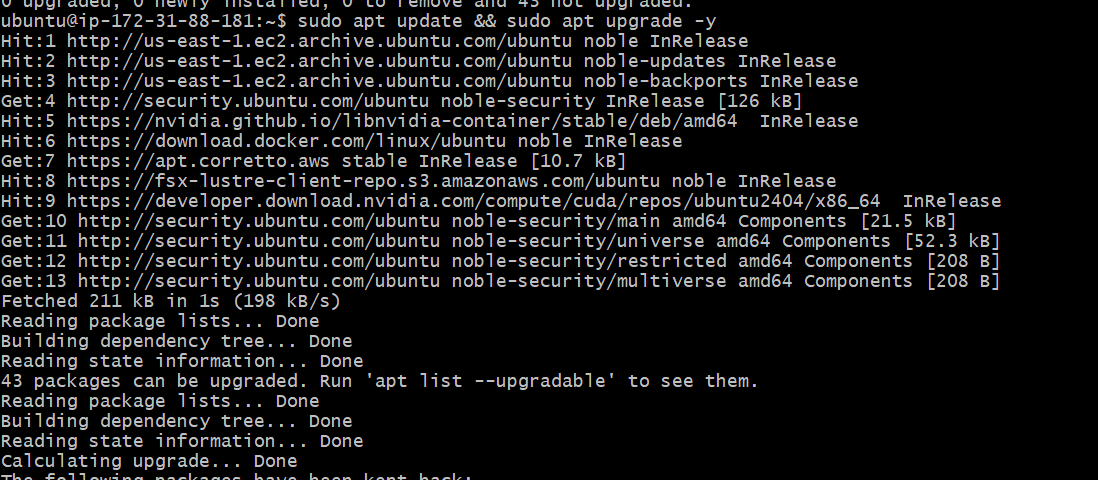 0 upgraded, 0 newly installed, 0 to remove and 43 not upgraded.
ubuntu@ip-172-31-88-181:~$ sudo apt update && sudo apt upgrade -y
Hit:1 http://us-east-1.ec2.archive.ubuntu.com/ubuntu noble InRelease
Hit:2 http://us-east-1.ec2.archive.ubuntu.com/ubuntu noble-updates InRelease
Hit:3 http://us-east-1.ec2.archive.ubuntu.com/ubuntu noble-backports InRelease
Get:4 http://security.ubuntu.com/ubuntu noble-security InRelease [126 kB]
Hit:5 https://nvidia.github.io/libnvidia-container/stable/deb/amd64  InRelease
Hit:6 https://download.docker.com/linux/ubuntu noble InRelease
Get:7 https://apt.corretto.aws stable InRelease [10.7 kB]
Hit:8 https://fsx-lustre-client-repo.s3.amazonaws.com/ubuntu noble InRelease
Hit:9 https://developer.download.nvidia.com/compute/cuda/repos/ubuntu2404/x86_64  InRelease
Get:10 http://security.ubuntu.com/ubuntu noble-security/main amd64 Components [21.5 kB]
Get:11 http://security.ubuntu.com/ubuntu noble-security/universe amd64 Components [52.3 kB]
Get:12 http://security.ubuntu.com/ubuntu noble-security/restricted amd64 Components [208 B]
Get:13 http://security.ubuntu.com/ubuntu noble-security/multiverse amd64 Components [208 B]
Fetched 211 kB in 1s (198 kB/s)
Reading package lists... Done
Building dependency tree... Done
Reading state information... Done
43 packages can be upgraded. Run 'apt list --upgradable' to see them.
Reading package lists... Done
Building dependency tree... Done
Reading state information... Done
Calculating upgrade... Done
The following packages have been kept back: